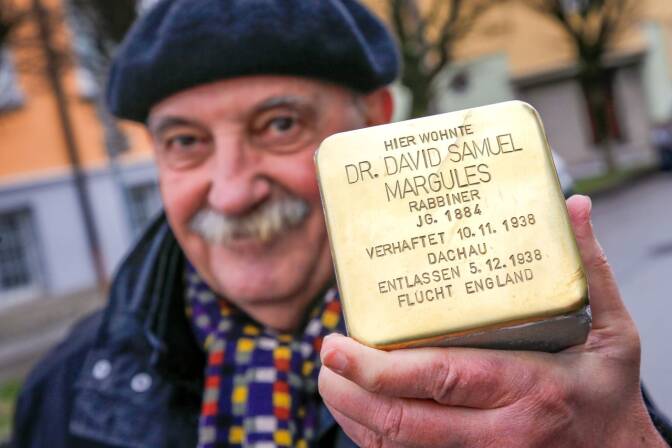 HIER WOHNTE
DR. DAVID SAMUEL
MARGULES
RABBINER
JG. 1884
VERHAFTET 10.11.1938
DACHAU
ENTLASSEN 5.12.1938
FLUCHT ENGLAND